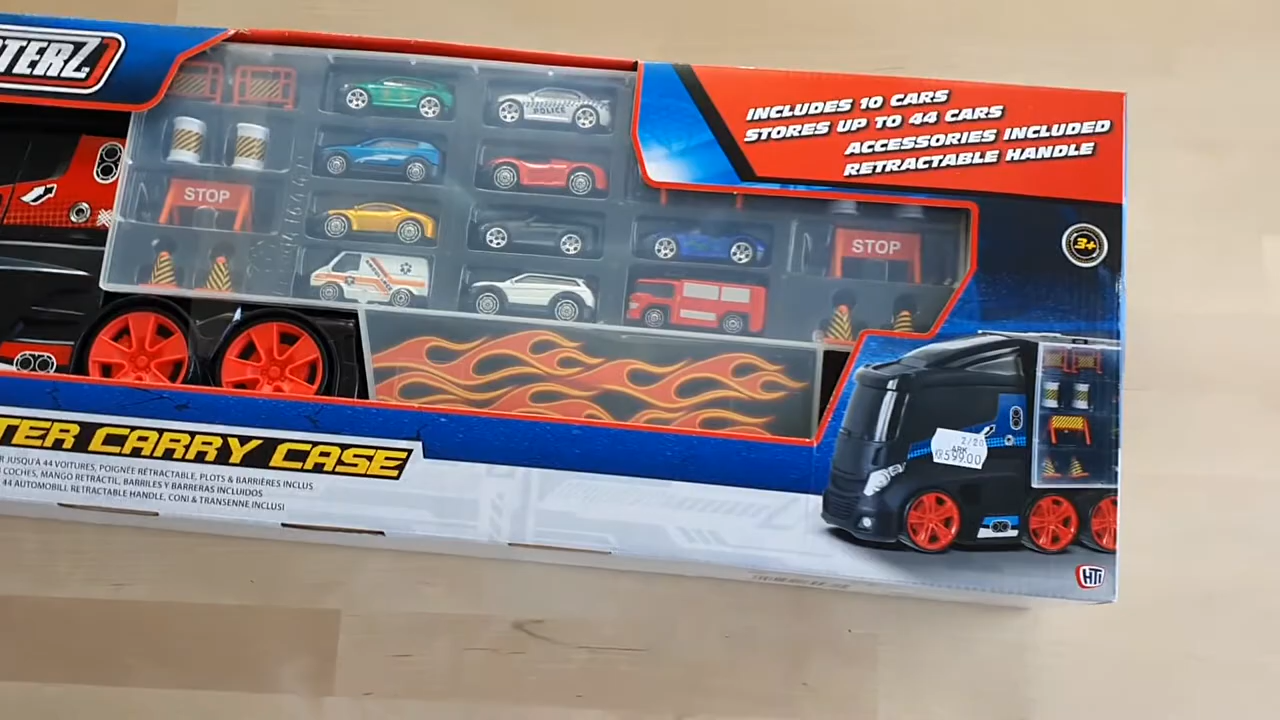 TERZ
INCLUDES 10 CARS
STORES UP TO 44 CARS
ACCESSORIES INCLUDED
RETRACTABLE HANDLE
POLICE
STOP
STOP
3+
2/20
KR599.00
TER CARRY CASE
R JUSQU'À 44 VOITURES, POIGNÉE RÉTRACTABLE, PLOTS & BARRIÈRES INCLUS
COCHES, MANGO RETRÁCTIL, BARRILES Y BARRERAS INCLUIDOS
44 AUTOMOBILI, RETRACTABLE HANDLE, CONI & TRANSENNE INCLUSI
HTI